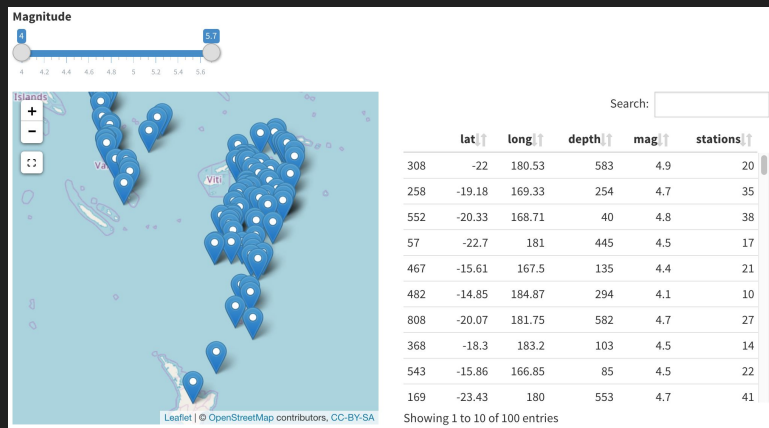 Magnitude
4 5.7
4 4.2 4.4 4.6 4.8 5 5.2 5.4 5.6
Islands
+
−
Va
Viti
Leaflet | © OpenStreetMap contributors, CC-BY-SA
Search:
lat long depth mag stations
308 -22 180.53 583 4.9 20
258 -19.18 169.33 254 4.7 35
552 -20.33 168.71 40 4.8 38
57 -22.7 181 445 4.5 17
467 -15.61 167.5 135 4.4 21
482 -14.85 184.87 294 4.1 10
808 -20.07 181.75 582 4.7 27
368 -18.3 183.2 103 4.5 14
543 -15.86 166.85 85 4.5 22
169 -23.43 180 553 4.7 41
Showing 1 to 10 of 100 entries